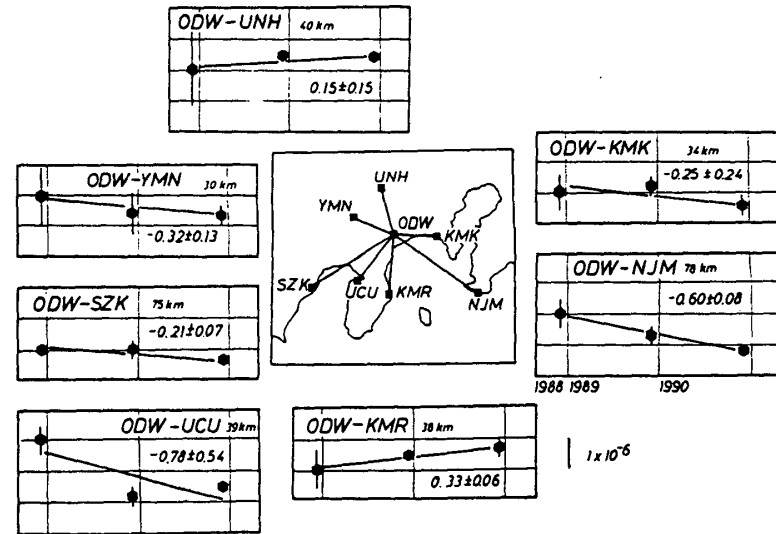 ODW-UNH 40 km
0.15±0.15
ODW-YMN 30 km
-0.32±0.13
ODW-KMK 34 km
-0.25 ± 0.24
UNH
YMN
ODW
KMK
SZK
UCU
KMR
NJM
ODW-SZK 75 km
-0.21±0.07
ODW-NJM 78 km
-0.60±0.08
1988 1989 1990
ODW-UCU 39km
-0.78±0.54
ODW-KMR 38 km
0.33±0.06
1 x 10⁻⁶